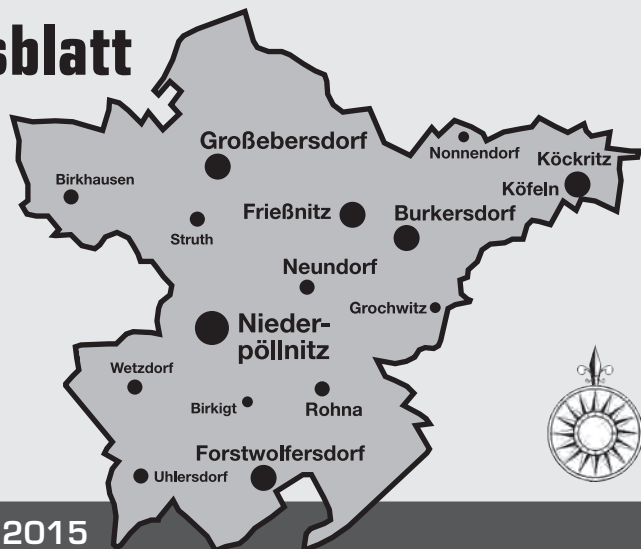 sblatt
Großebersdorf
Nonnendorf
Köckritz
Birkhausen
Köfeln
Frießnitz
Burkersdorf
Struth
Neundorf
Grochwitz
Nieder-
pöllnitz
Wetzdorf
Birkigt
Rohna
Forstwolfersdorf
Uhlersdorf
2015